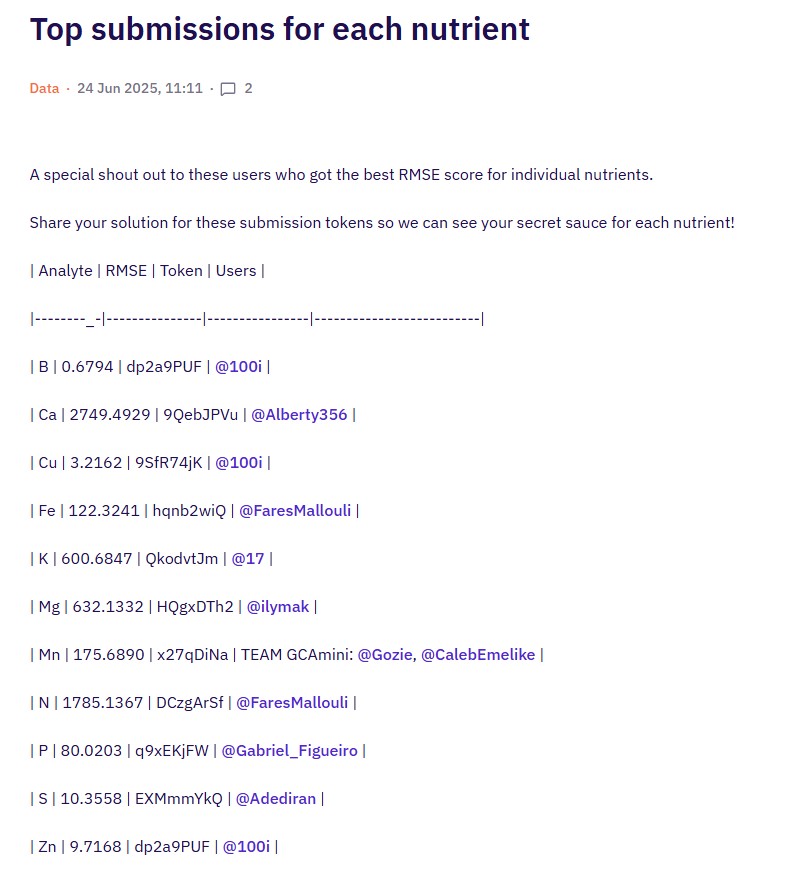 Top submissions for each nutrient
Data · 24 Jun 2025, 11:11 · 2
A special shout out to these users who got the best RMSE score for individual nutrients.
Share your solution for these submission tokens so we can see your secret sauce for each nutrient!
| Analyte | RMSE | Token | Users |
|--------_-|---------------|----------------|--------------------------|
| B | 0.6794 | dp2a9PUF | @100i |
| Ca | 2749.4929 | 9QebJPVu | @Alberty356 |
| Cu | 3.2162 | 9SfR74jK | @100i |
| Fe | 122.3241 | hqnb2wiQ | @FaresMallouli |
| K | 600.6847 | QkodvtJm | @17 |
| Mg | 632.1332 | HQgxDTh2 | @ilymak |
| Mn | 175.6890 | x27qDiNa | TEAM GCAmini: @Gozie, @CalebEmelike |
| N | 1785.1367 | DCzgArSf | @FaresMallouli |
| P | 80.0203 | q9xEKjFW | @Gabriel_Figueiro |
| S | 10.3558 | EXMmmYkQ | @Adediran |
| Zn | 9.7168 | dp2a9PUF | @100i |